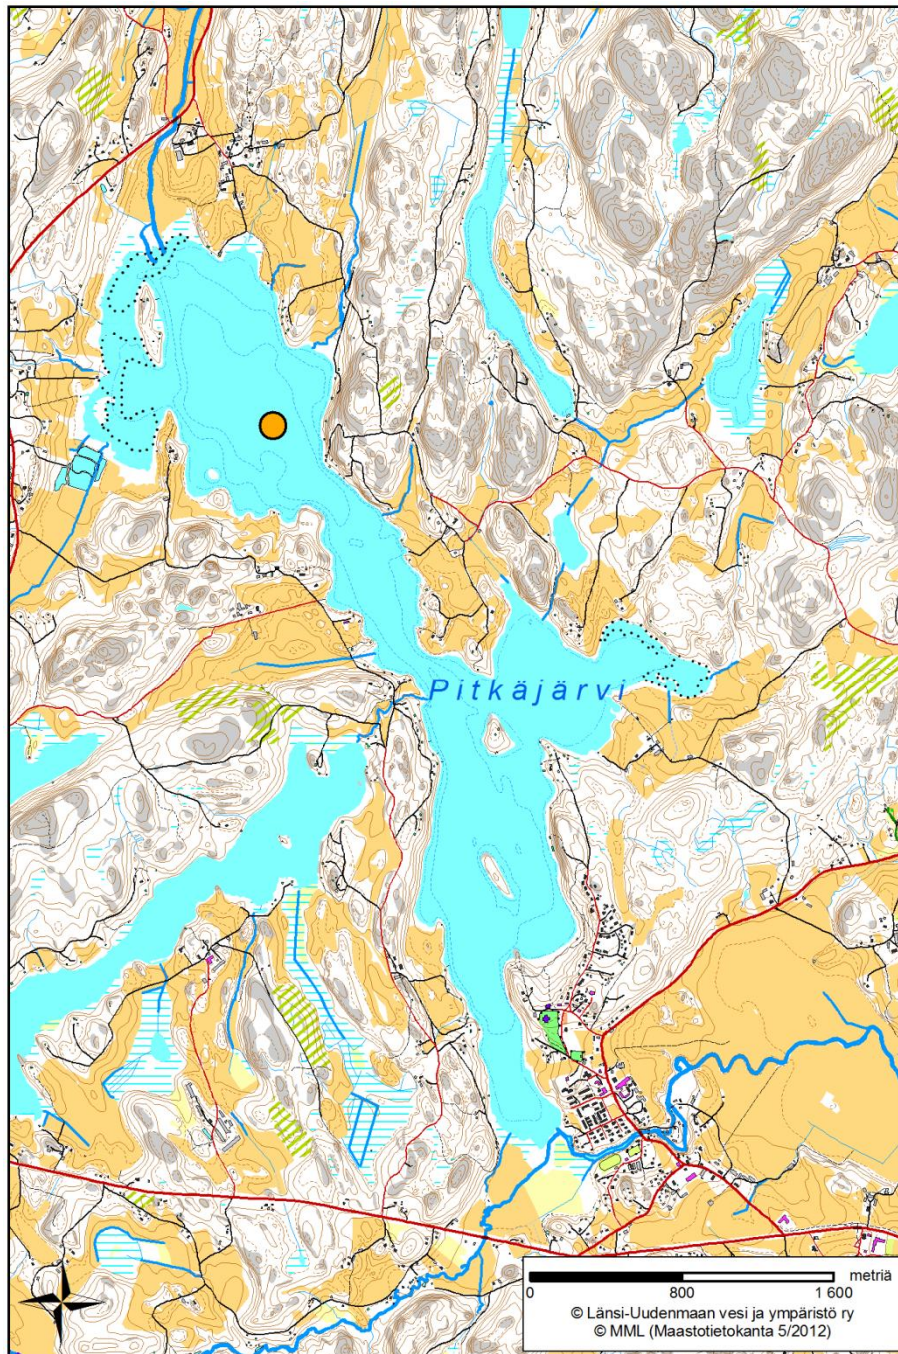 Pitkäjärvi
metriä
0 800 1 600
© Länsi-Uudenmaan vesi ja ympäristö ry
© MML (Maastotietokanta 5/2012)